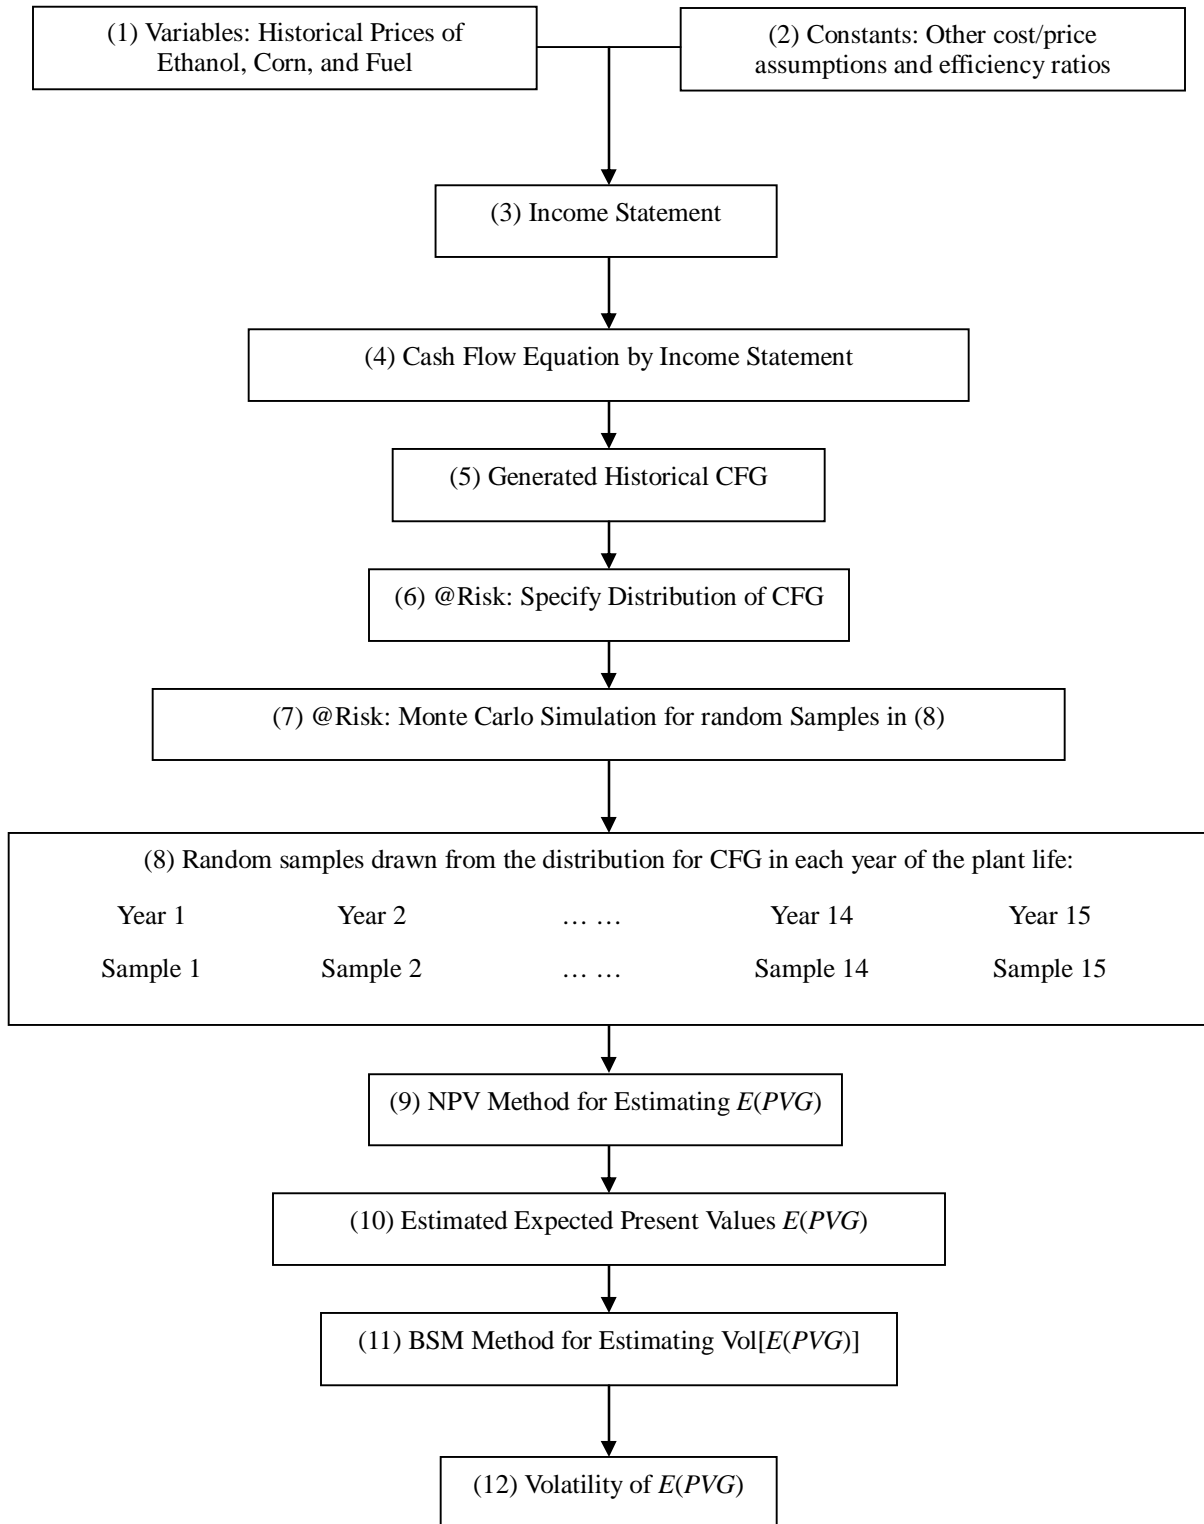 (1) Variables: Historical Prices of
Ethanol, Corn, and Fuel
(2) Constants: Other cost/price
assumptions and efficiency ratios
(3) Income Statement
(4) Cash Flow Equation by Income Statement
(5) Generated Historical CFG
(6) @Risk: Specify Distribution of CFG
(7) @Risk: Monte Carlo Simulation for random Samples in (8)
(8) Random samples drawn from the distribution for CFG in each year of the plant life:
Year 1 Year 2 … … Year 14 Year 15
Sample 1 Sample 2 … … Sample 14 Sample 15
(9) NPV Method for Estimating E(PVG)
(10) Estimated Expected Present Values E(PVG)
(11) BSM Method for Estimating Vol[E(PVG)]
(12) Volatility of E(PVG)